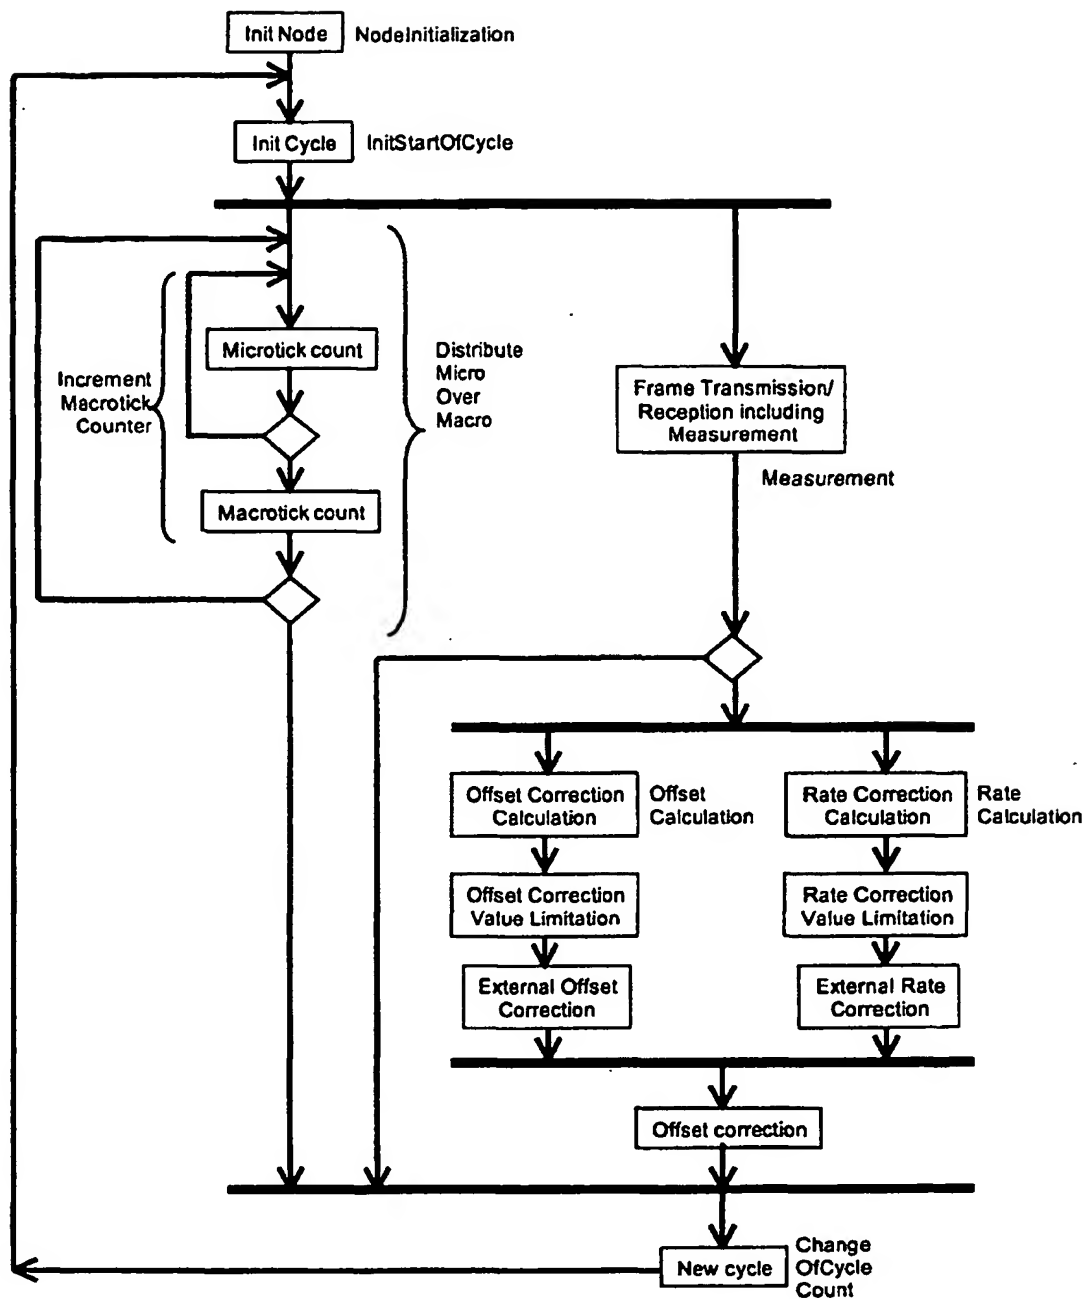 Init Node
NodeInitialization
Init Cycle
InitStartOfCycle
Microtick count
Increment
Macrotick
Counter
Distribute
Micro
Over
Macro
Macrotick count
Frame Transmission/
Reception including
Measurement
Measurement
Offset Correction
Calculation
Offset
Calculation
Rate Correction
Calculation
Rate
Calculation
Offset Correction
Value Limitation
Rate Correction
Value Limitation
External Offset
Correction
External Rate
Correction
Offset correction
New cycle
Change
OfCycle
Count